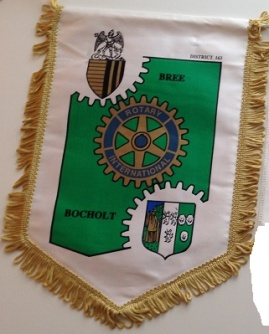 DISTRICT 163
BREE
ROTARY
INTERNATIONAL
BOCHOLT